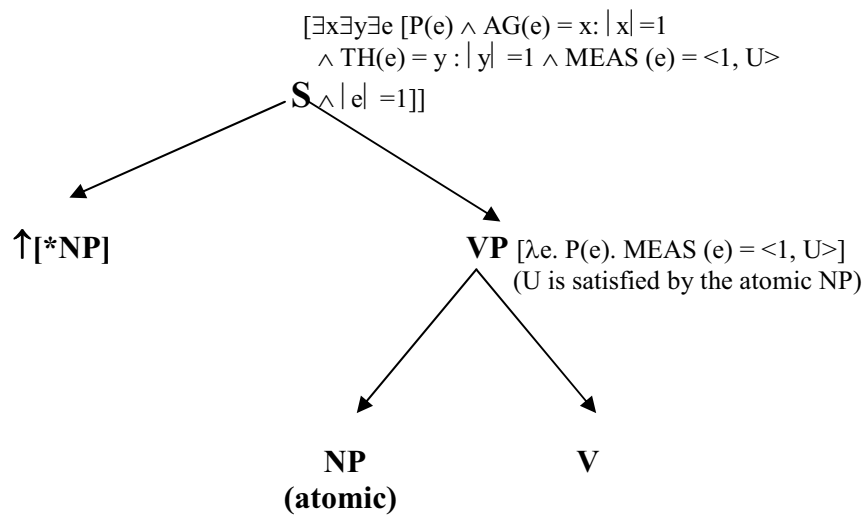 [∃x∃y∃e [P(e) ∧ AG(e) = x: |x| =1
∧ TH(e) = y : |y| =1 ∧ MEAS (e) = <1, U>
S ∧ |e| =1]]
↑[*NP]
VP [λe. P(e). MEAS (e) = <1, U>]
(U is satisfied by the atomic NP)
NP
(atomic)
V